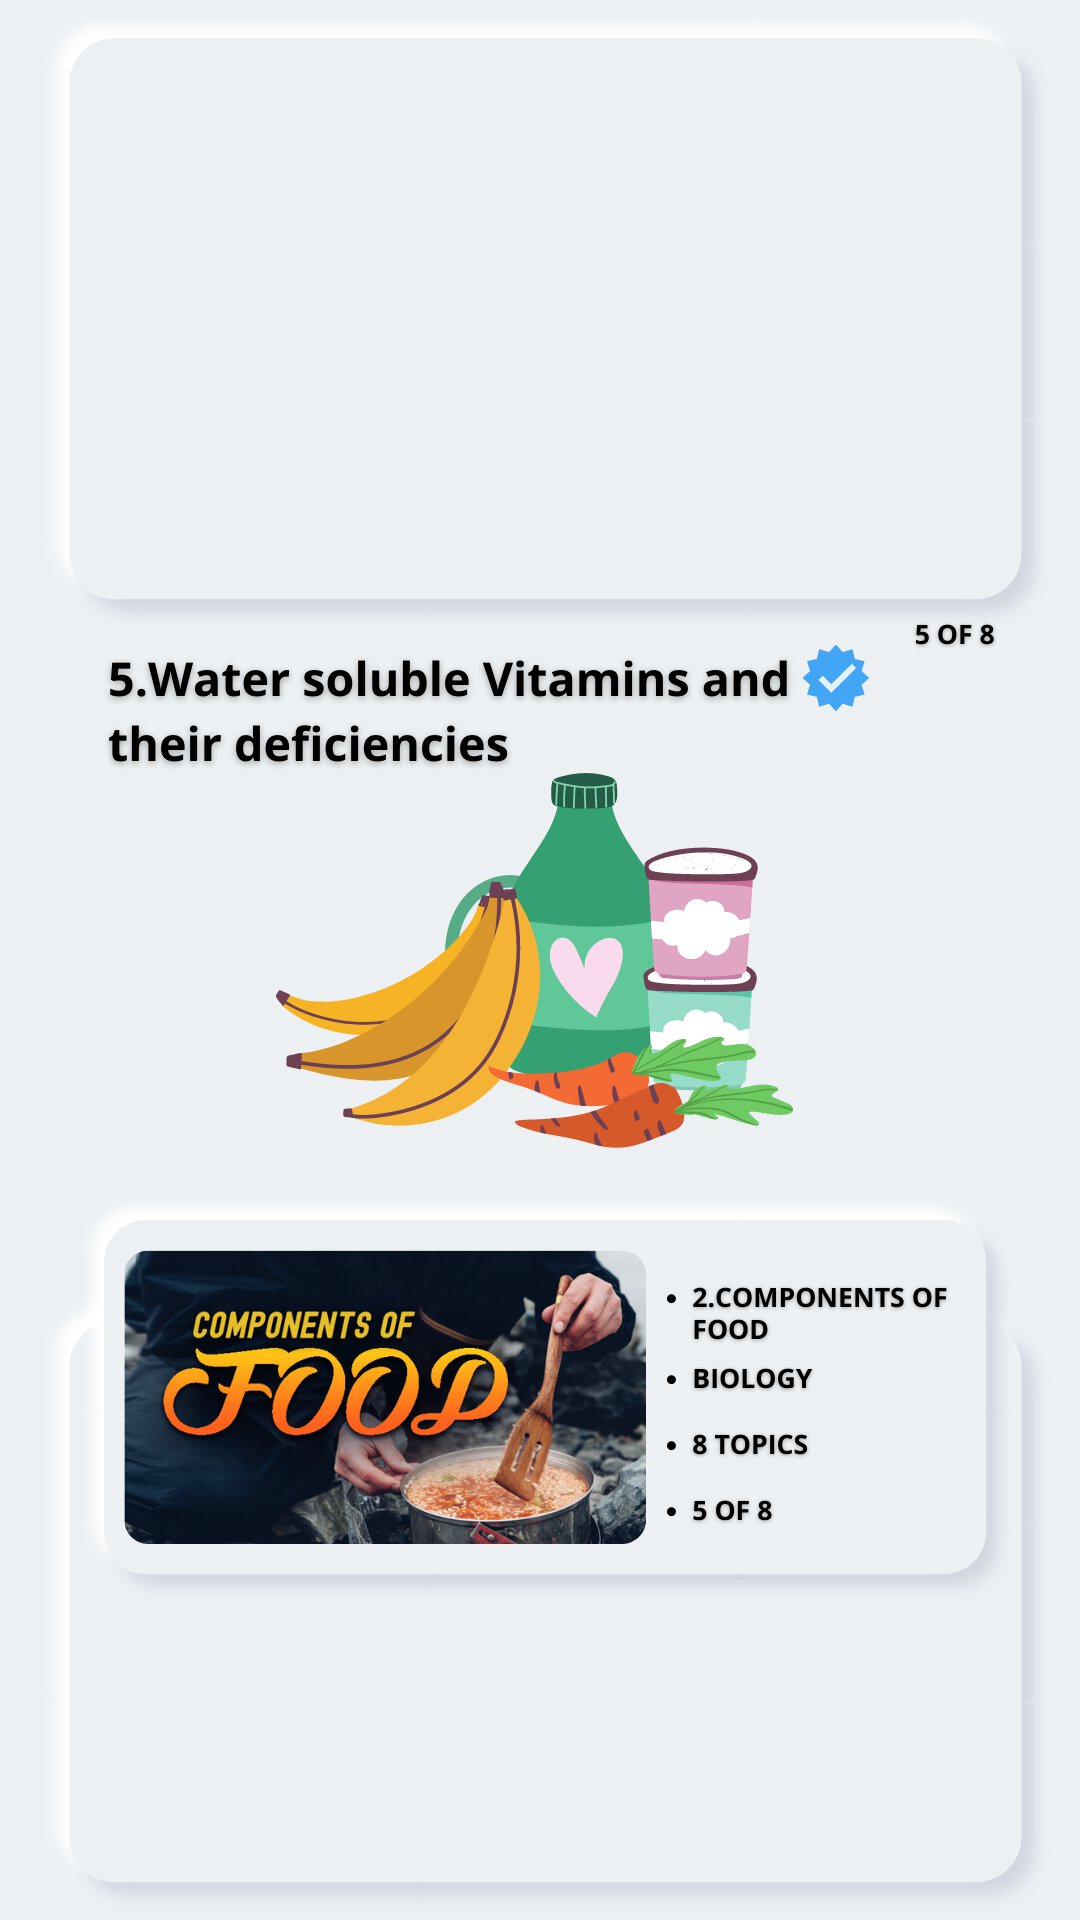 5 OF 8
5.Water soluble Vitamins and
their deficiencies
COMPONENTS OF
FOOD
• 2.COMPONENTS OF
FOOD
• BIOLOGY
• 8 TOPICS
• 5 OF 8